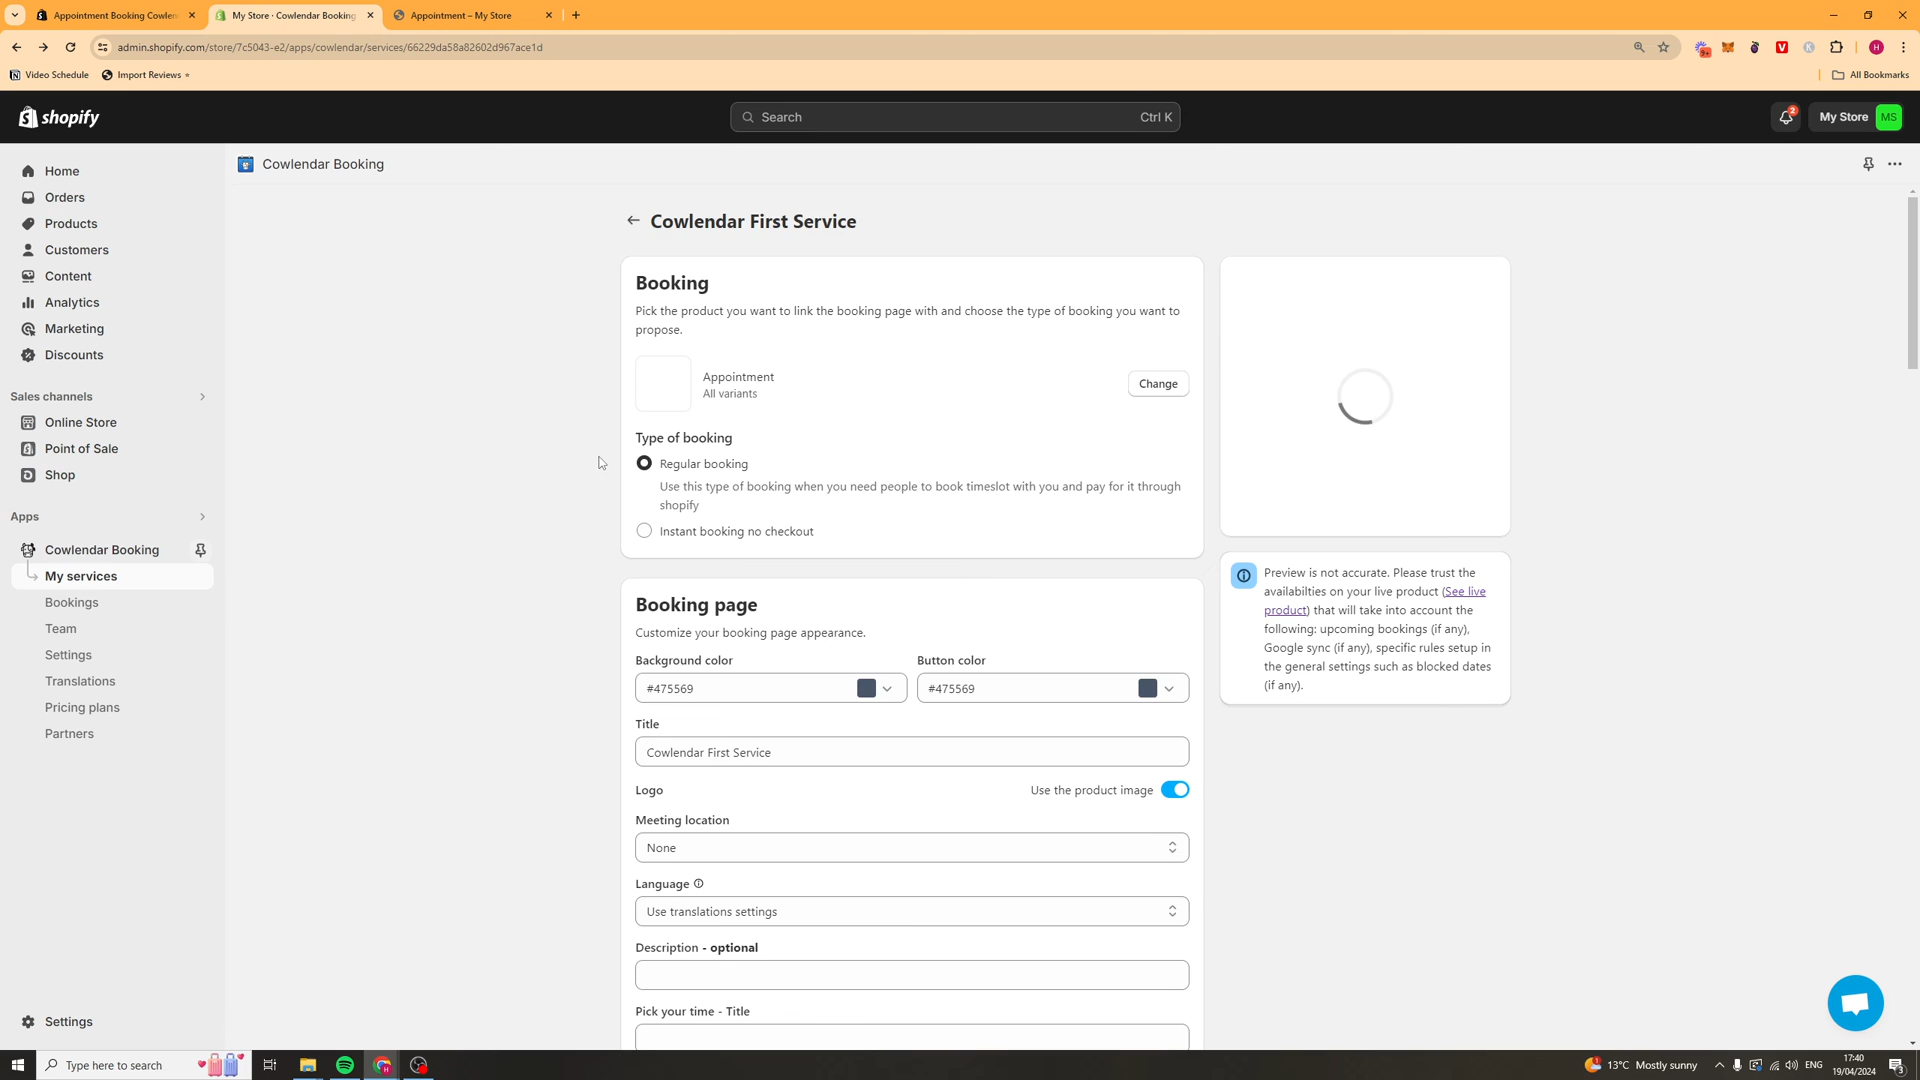 Appointment Booking Cowlen
My Store · Cowlendar Booking
Appointment – My Store
admin.shopify.com/store/7c5043-e2/apps/cowlendar/services/66229da58a82602d967ace1d
9+
H
Video Schedule
Import Reviews
All Bookmarks
shopify
Search
Ctrl K
2
My Store
MS
Home
Orders
Products
Customers
Content
Analytics
Marketing
Discounts
Sales channels
Online Store
Point of Sale
Shop
Apps
Cowlendar Booking
My services
Bookings
Team
Settings
Translations
Pricing plans
Partners
Settings
Cowlendar Booking
Cowlendar First Service
Booking
Pick the product you want to link the booking page with and choose the type of booking you want to
propose.
Appointment
All variants
Change
Type of booking
Regular booking
Use this type of booking when you need people to book timeslot with you and pay for it through
shopify
Instant booking no checkout
Booking page
Customize your booking page appearance.
Background color
Button color
#475569
#475569
Title
Cowlendar First Service
Logo
Use the product image
Meeting location
None
Language
Use translations settings
Description - optional
Pick your time - Title
Preview is not accurate. Please trust the
availabilties on your live product (See live
product) that will take into account the
following: upcoming bookings (if any),
Google sync (if any), specific rules setup in
the general settings such as blocked dates
(if any).
Type here to search
13°C Mostly sunny
ENG
17:40
19/04/2024
3